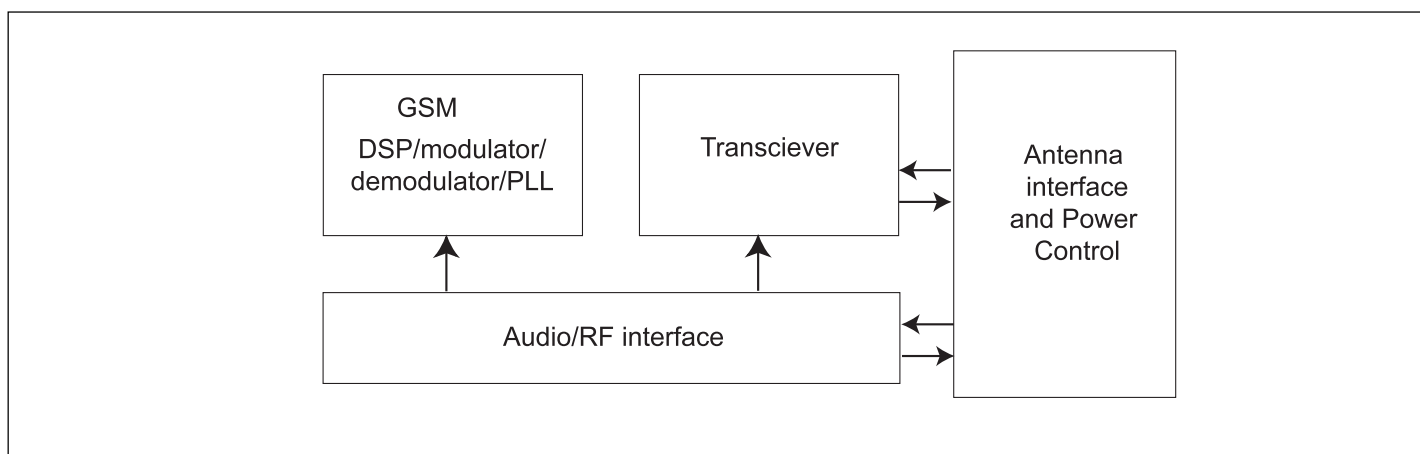 GSM
DSP/modulator/
demodulator/PLL
Transciever
Antenna
interface
and Power
Control
Audio/RF interface